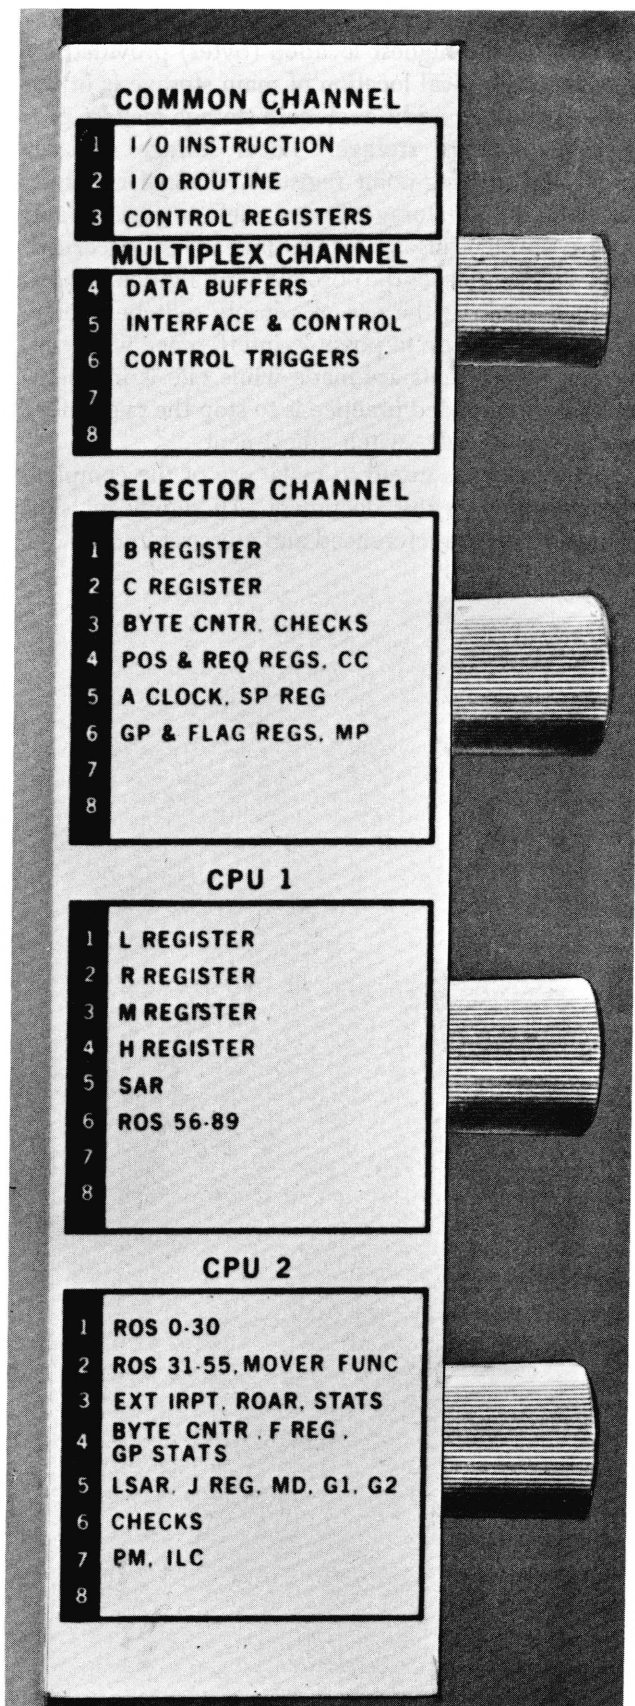 COMMON CHANNEL
1 I/O INSTRUCTION
2 I/O ROUTINE
3 CONTROL REGISTERS
MULTIPLEX CHANNEL
4 DATA BUFFERS
5 INTERFACE & CONTROL
6 CONTROL TRIGGERS
7
8
SELECTOR CHANNEL
1 B REGISTER
2 C REGISTER
3 BYTE CNTR. CHECKS
4 POS & REQ REGS, CC
5 A CLOCK, SP REG
6 GP & FLAG REGS, MP
7
8
CPU 1
1 L REGISTER
2 R REGISTER
3 M REGISTER
4 H REGISTER
5 SAR
6 ROS 56-89
7
8
CPU 2
1 ROS 0-30
2 ROS 31-55, MOVER FUNC
3 EXT IRPT, ROAR, STATS
4 BYTE CNTR, F REG,
GP STATS
5 LSAR, J REG, MD, G1, G2
6 CHECKS
7 PM, ILC
8